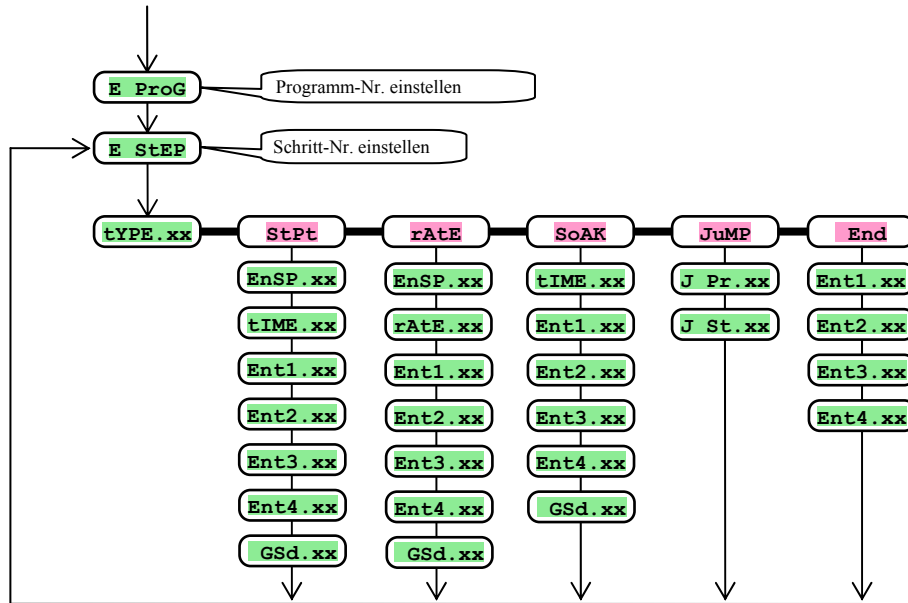 E ProG
Programm-Nr. einstellen
E StEP
Schritt-Nr. einstellen
tYPE.xx StPt rAtE SoAK JuMP End
EnSP.xx EnSP.xx tIME.xx J Pr.xx Ent1.xx
tIME.xx rAtE.xx Ent1.xx J St.xx Ent2.xx
Ent1.xx Ent1.xx Ent2.xx Ent3.xx
Ent2.xx Ent2.xx Ent3.xx Ent4.xx
Ent3.xx Ent3.xx Ent4.xx
Ent4.xx Ent4.xx GSd.xx
GSd.xx GSd.xx